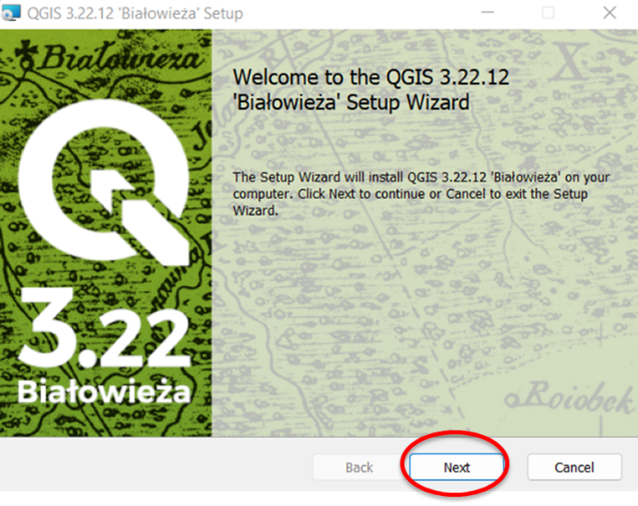 QGIS 3.22.12 'Białowieża' Setup
Białowieza
X
Welcome to the QGIS 3.22.12
'Białowieża' Setup Wizard
The Setup Wizard will install QGIS 3.22.12 'Białowieża' on your
computer. Click Next to continue or Cancel to exit the Setup
Wizard.
3.22
Białowieża
Roiobok
Back
Next
Cancel